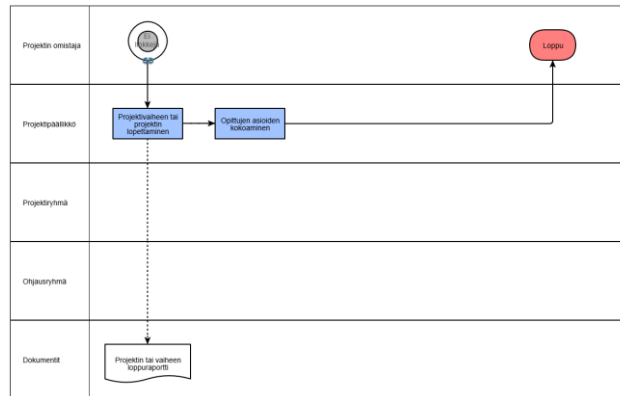 Projektin omistaja
Loppu
Projektipäällikkö
Projektivaiheen tai
projektin
lopettaminen
Opittujen asioiden
kokoaminen
Projektiryhmä
Ohjausryhmä
Dokumentit
Projektin tai vaiheen
loppuraportti